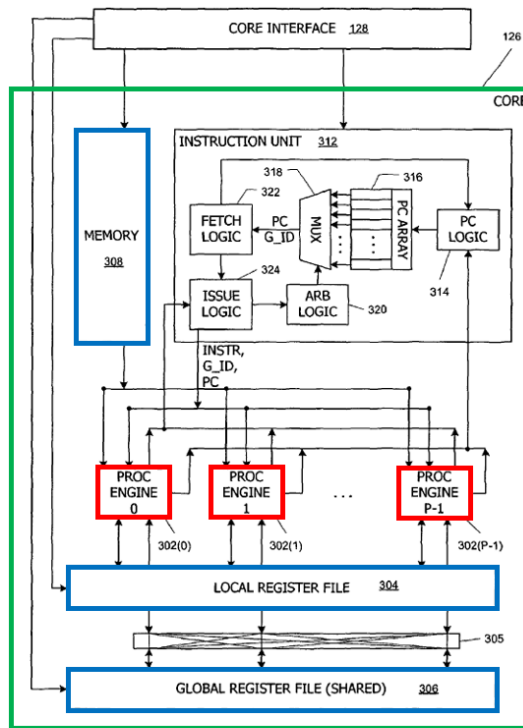 CORE INTERFACE 128
126
CORE
INSTRUCTION UNIT 312
318
316
322
FETCH
LOGIC
PC
G_ID
MUX
PC ARRAY
PC
LOGIC
314
MEMORY
308
324
ISSUE
LOGIC
ARB
LOGIC
320
INSTR,
G_ID,
PC
PROC
ENGINE
0
PROC
ENGINE
1
. . .
PROC
ENGINE
P-1
302(0)
302(1)
302(P-1)
LOCAL REGISTER FILE 304
305
GLOBAL REGISTER FILE (SHARED) 306